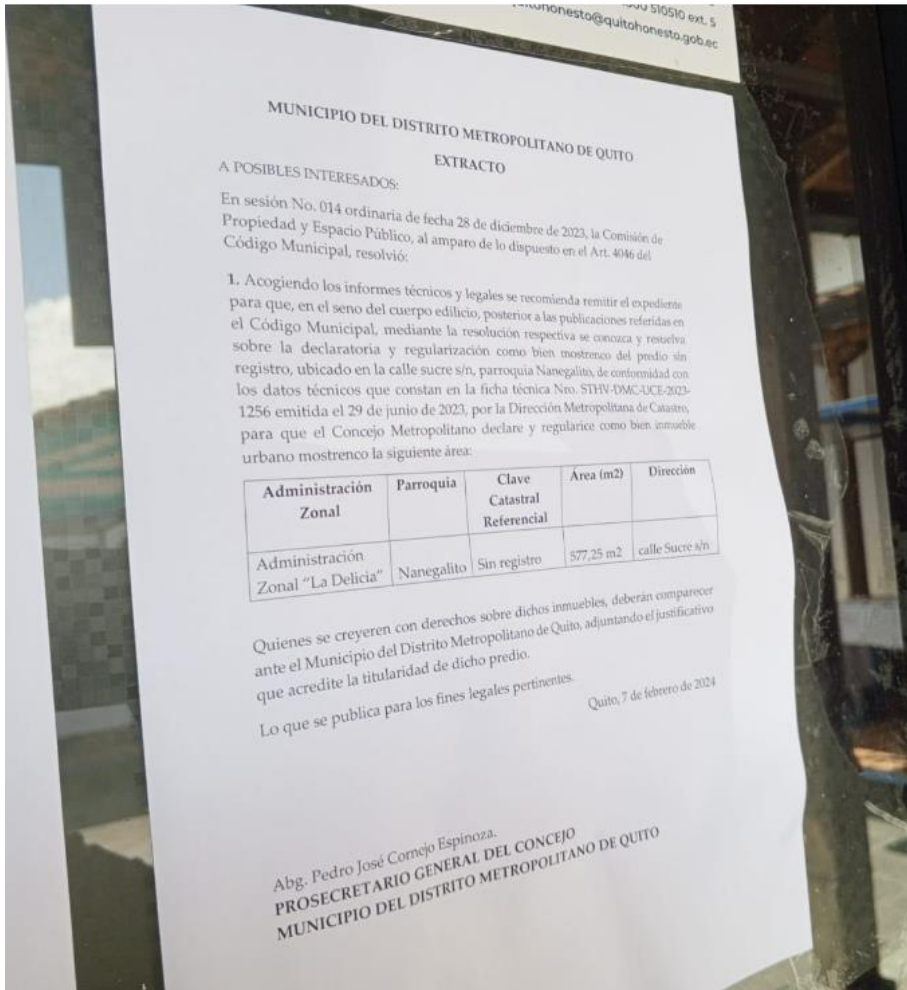 510510 ext. 5
honesto@quitohonesto.gob.ec
MUNICIPIO DEL DISTRITO METROPOLITANO DE QUITO
EXTRACTO
A POSIBLES INTERESADOS:
En sesión No. 014 ordinaria de fecha 28 de diciembre de 2023, la Comisión de
Propiedad y Espacio Público, al amparo de lo dispuesto en el Art. 4046 del
Código Municipal, resolvió:
1. Acogiendo los informes técnicos y legales se recomienda remitir el expediente
para que, en el seno del cuerpo edilicio, posterior a las publicaciones referidas en
el Código Municipal, mediante la resolución respectiva se conozca y resuelva
sobre la declaratoria y regularización como bien mostrenco del predio sin
registro, ubicado en la calle sucre s/n, parroquia Nanegalito, de conformidad con
los datos técnicos que constan en la ficha técnica Nro. STHV-DMC-UCE-2023-
1256 emitida el 29 de junio de 2023, por la Dirección Metropolitana de Catastro,
para que el Concejo Metropolitano declare y regularice como bien inmueble
urbano mostrenco la siguiente área:
Administración Zonal Parroquia Clave Catastral Referencial Área (m2) Dirección
Administración Zonal "La Delicia" Nanegalito Sin registro 577,25 m2 calle Sucre s/n
Quienes se creyeren con derechos sobre dichos inmuebles, deberán comparecer
ante el Municipio del Distrito Metropolitano de Quito, adjuntando el justificativo
que acredite la titularidad de dicho predio.
Lo que se publica para los fines legales pertinentes.
Quito, 7 de febrero de 2024
Abg. Pedro José Cornejo Espinoza.
PROSECRETARIO GENERAL DEL CONCEJO
MUNICIPIO DEL DISTRITO METROPOLITANO DE QUITO